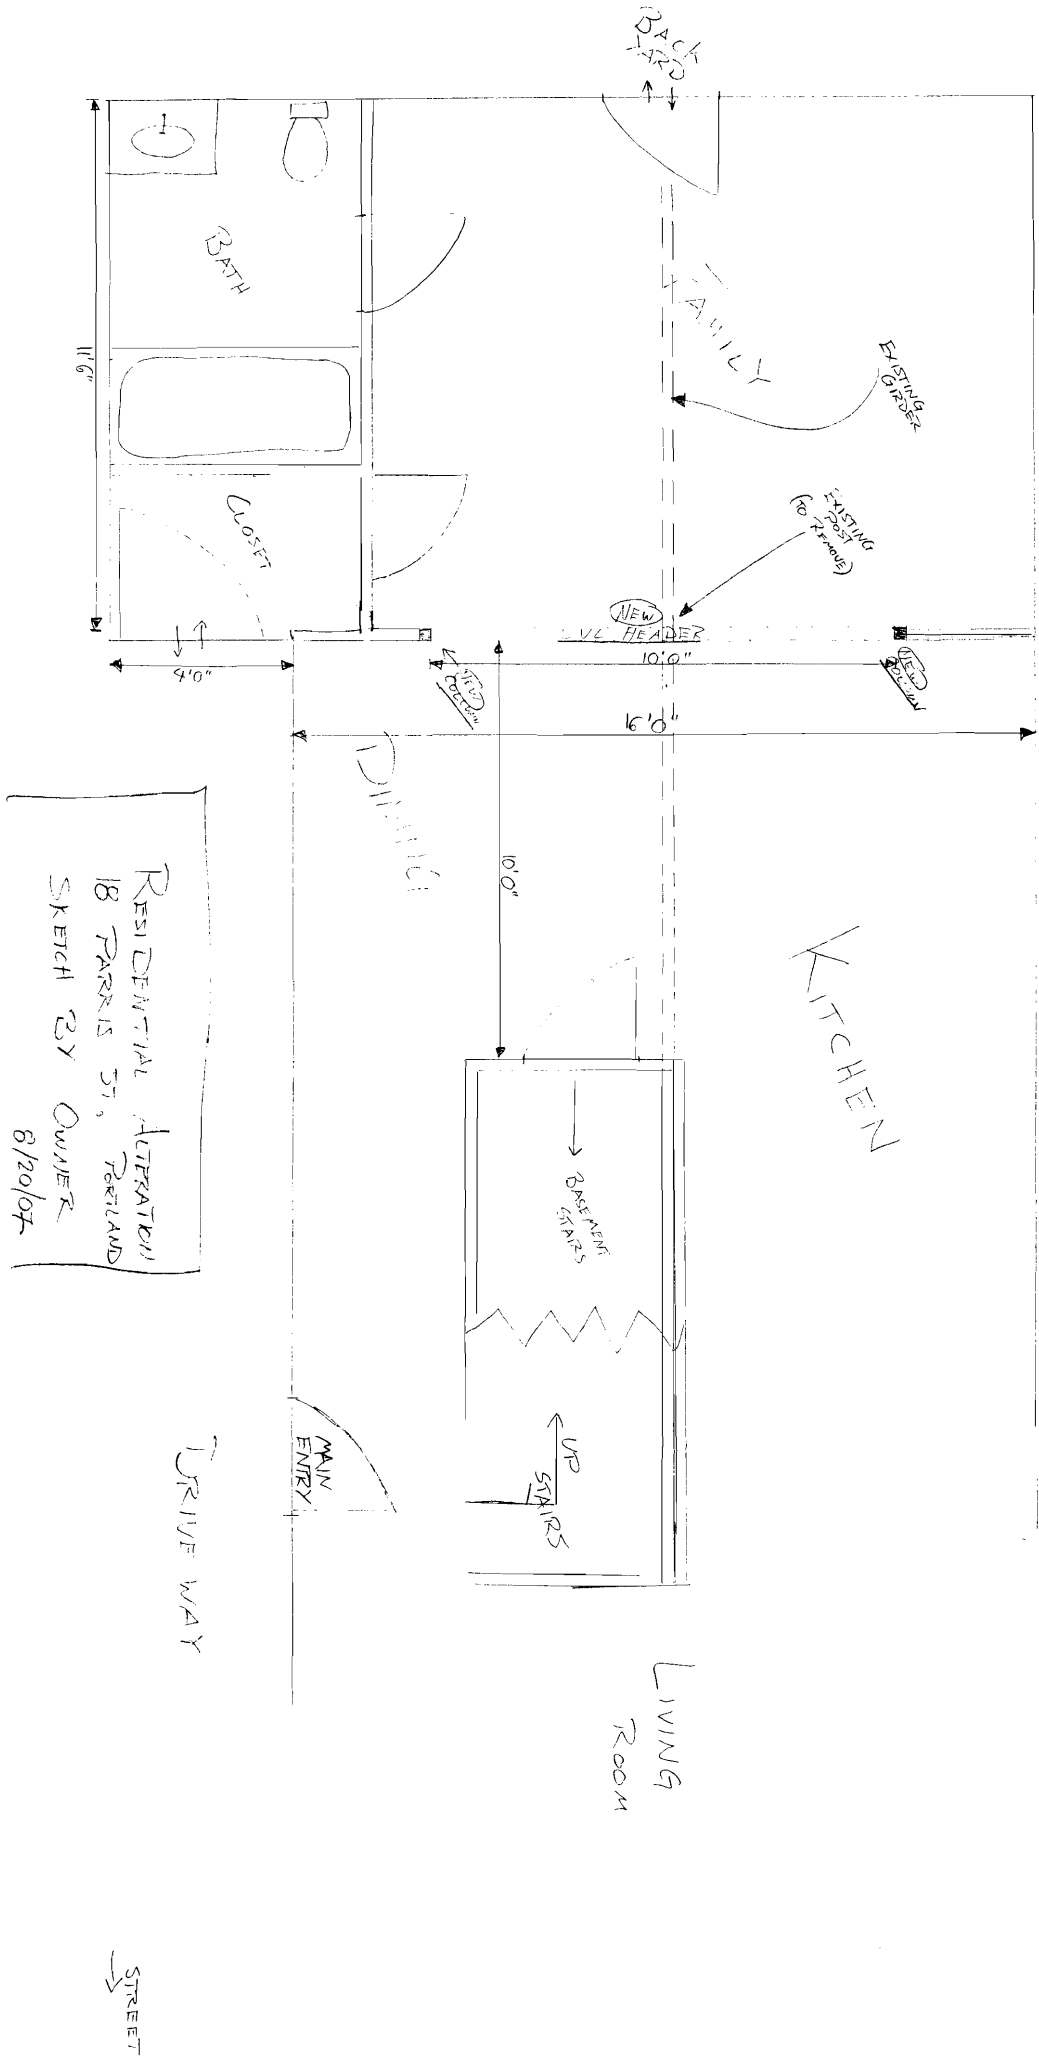 BACK
YARD
BATH
11'6"
FAMILY
EXISTING
GIRDER
CLOSET
EXISTING
POST
(TO REMOVE)
NEW
LVL HEADER
4'0"
10'0"
NEW
COLUMN
NEW
COLUMN
16'0"
DINING
10'0"
KITCHEN
BASEMENT
STAIRS
UP
STAIRS
MAIN
ENTRY
DRIVE WAY
LIVING
ROOM
STREET
RESIDENTIAL ALTERATION
18 PARRIS ST, PORTLAND
SKETCH BY OWNER
8/20/07